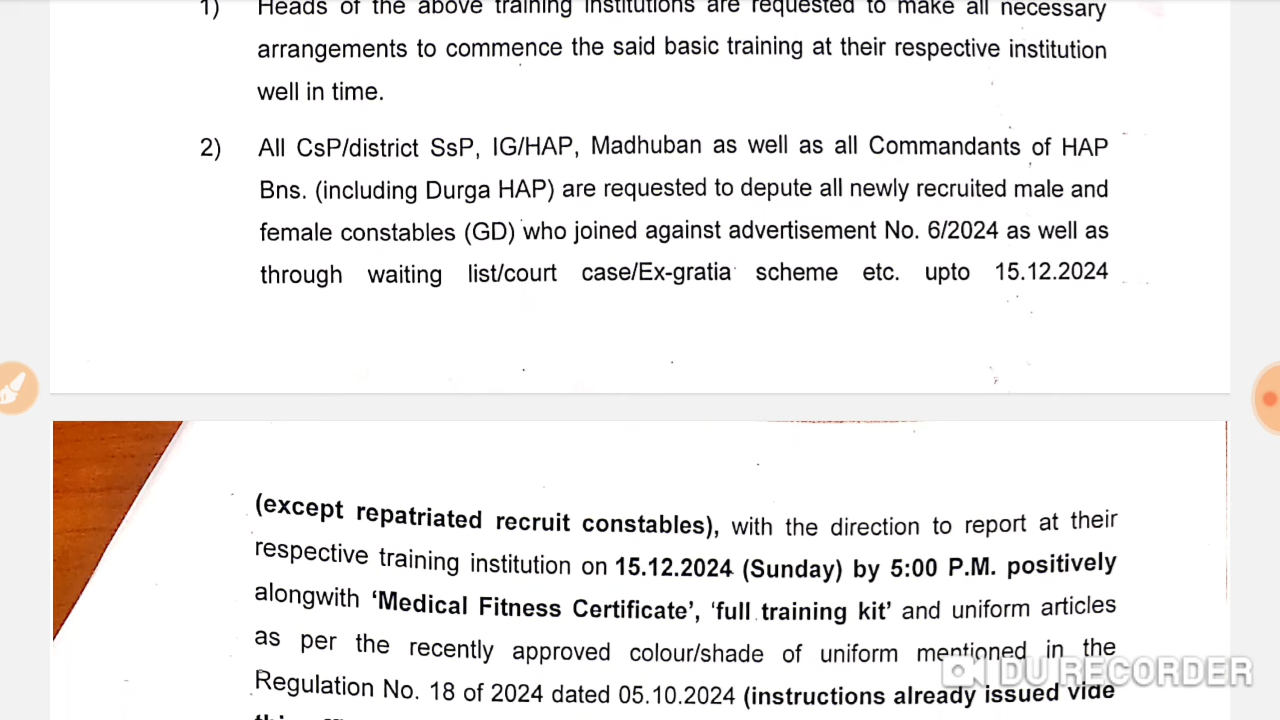 1) Heads of the above training institutions are requested to make all necessary
arrangements to commence the said basic training at their respective institution
well in time.
2) All CsP/district SsP, IG/HAP, Madhuban as well as all Commandants of HAP
Bns. (including Durga HAP) are requested to depute all newly recruited male and
female constables (GD) who joined against advertisement No. 6/2024 as well as
through waiting list/court case/Ex-gratia scheme etc. upto 15.12.2024
(except repatriated recruit constables), with the direction to report at their
respective training institution on 15.12.2024 (Sunday) by 5:00 P.M. positively
alongwith 'Medical Fitness Certificate', 'full training kit' and uniform articles
as per the recently approved colour/shade of uniform mentioned in the
Regulation No. 18 of 2024 dated 05.10.2024 (instructions already issued vide
DU RECORDER